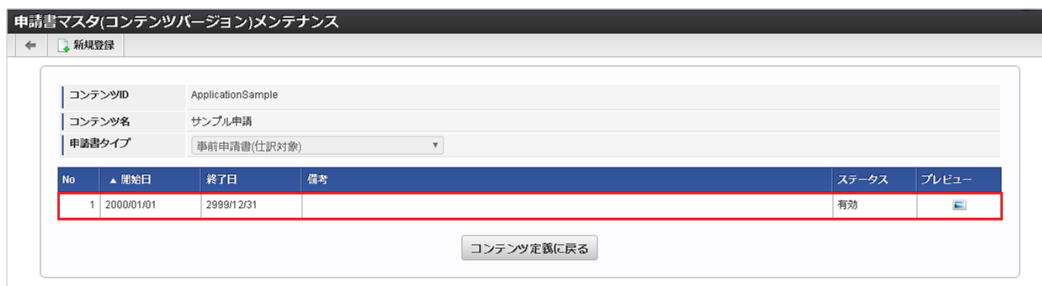 申請書マスタ(コンテンツバージョン)メンテナンス
新規登録
コンテンツID ApplicationSample
コンテンツ名 サンプル申請
申請書タイプ 事前申請書(仕訳対象) ▼
No ▲ 開始日 終了日 備考 ステータス プレビュー
1 2000/01/01 2999/12/31 有効
コンテンツ定義に戻る